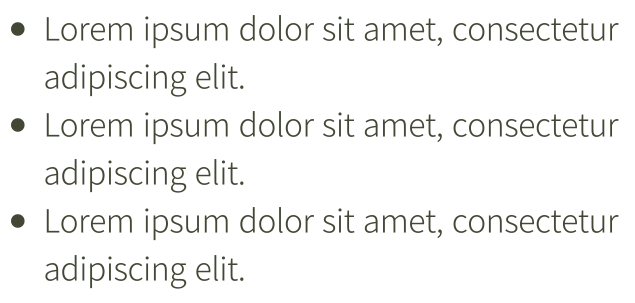 • Lorem ipsum dolor sit amet, consectetur
adipiscing elit.
• Lorem ipsum dolor sit amet, consectetur
adipiscing elit.
• Lorem ipsum dolor sit amet, consectetur
adipiscing elit.